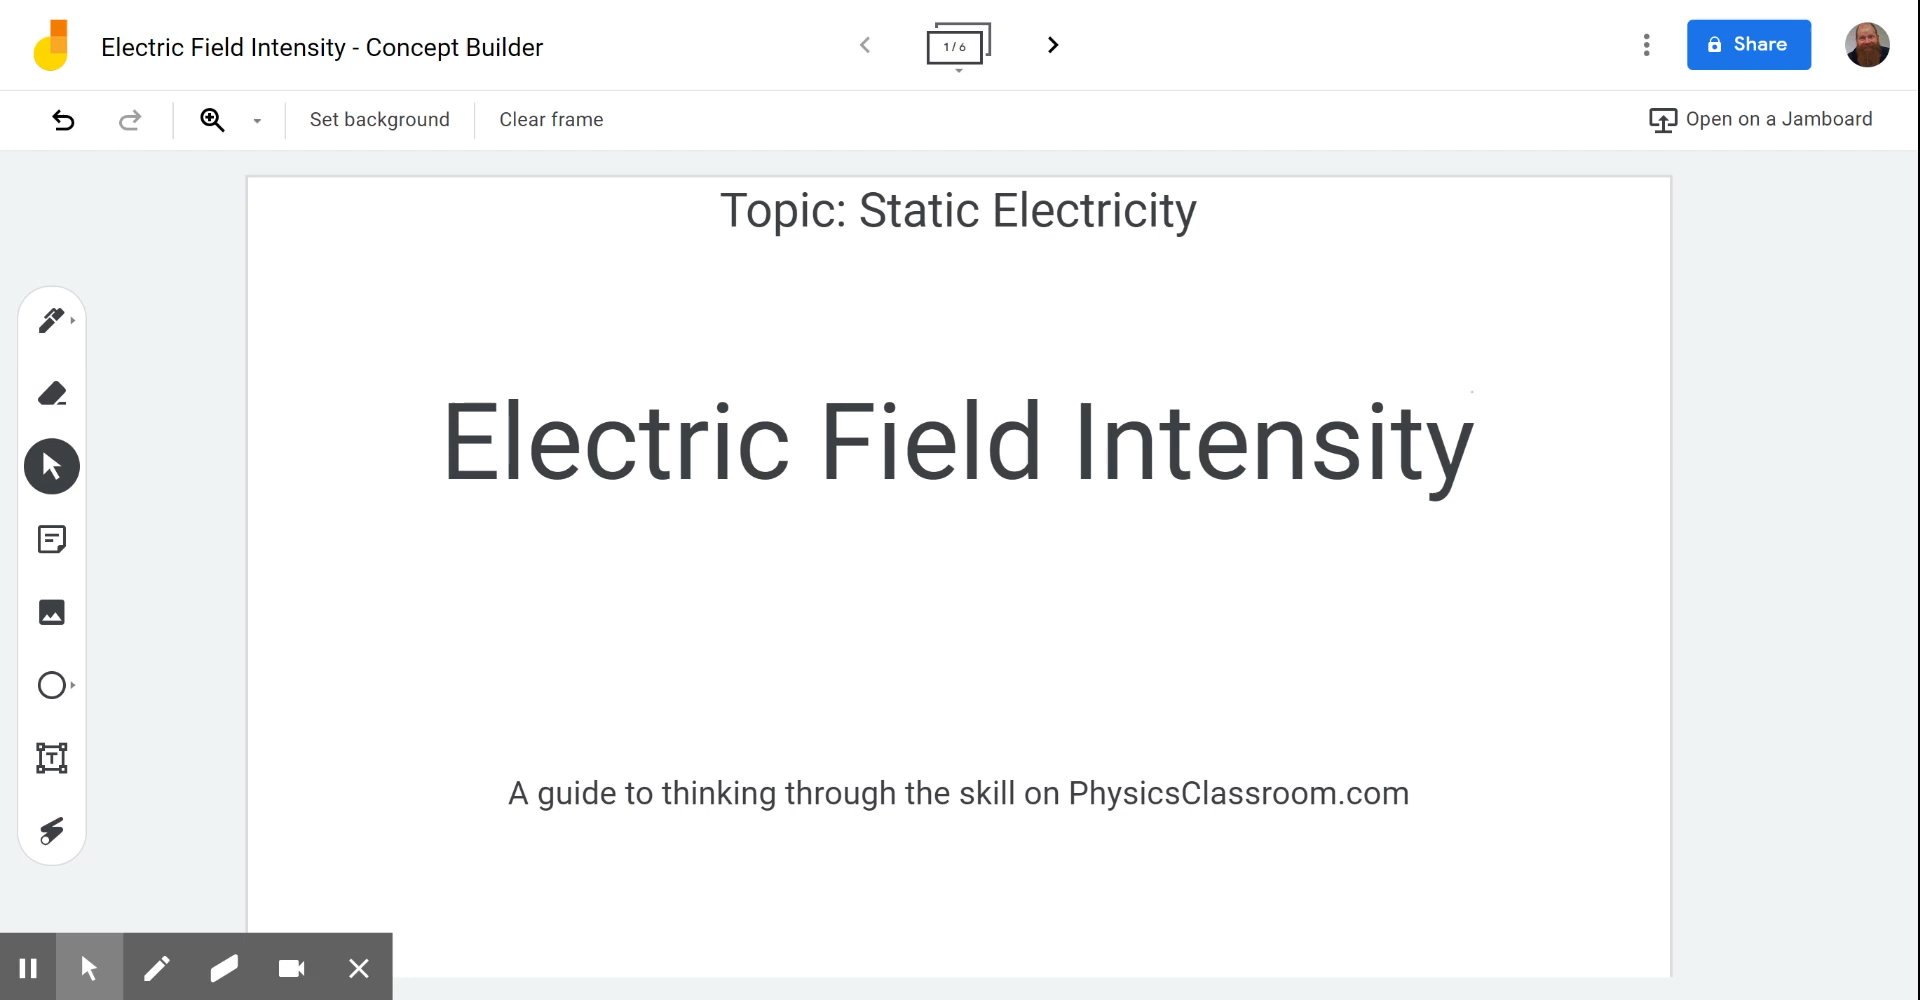 Electric Field Intensity - Concept Builder
1 / 6
Share
Set background
Clear frame
Open on a Jamboard
Topic: Static Electricity
Electric Field Intensity
A guide to thinking through the skill on PhysicsClassroom.com